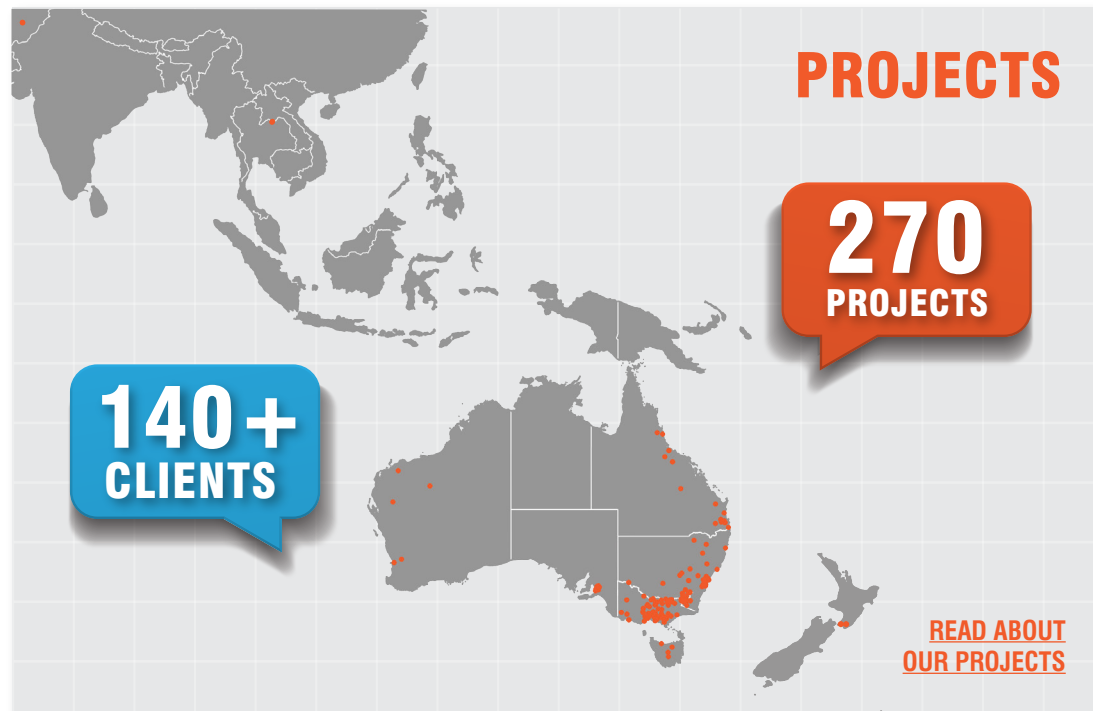 PROJECTS
270
PROJECTS
140+
CLIENTS
READ ABOUT
OUR PROJECTS